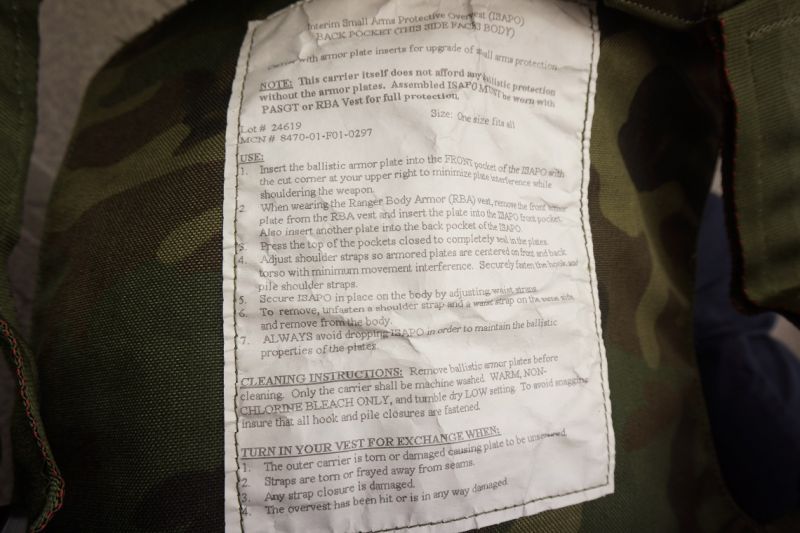 Interim Small Arms Protective Overvest (ISAPO)
BACK POCKET (THIS SIDE FACES BODY)
Carrier with armor plate inserts for upgrade of small arms protection
NOTE: This carrier itself does not afford any ballistic protection
without the armor plates. Assembled ISAPO MUST be worn with
PASGT or RBA Vest for full protection.
Lot # 24619 Size: One size fits all
MCN # 8470-01-F01-0297
USE:
1. Insert the ballistic armor plate into the FRONT pocket of the ISAPO with
the cut corner at your upper right to minimize plate interference while
shouldering the weapon.
2 When wearing the Ranger Body Armor (RBA) vest, remove the front armor
plate from the RBA vest and insert the plate into the ISAPO front pocket.
Also insert another plate into the back pocket of the ISAPO.
3. Press the top of the pockets closed to completely seal in the plates.
4. Adjust shoulder straps so armored plates are centered on front and back
torso with minimum movement interference. Securely fasten the hook and
pile shoulder straps.
5. Secure ISAPO in place on the body by adjusting waist straps
6. To remove, unfasten a shoulder strap and a waist strap on the same side
and remove from the body.
7. ALWAYS avoid dropping ISAPO in order to maintain the ballistic
properties of the plates.
CLEANING INSTRUCTIONS: Remove ballistic armor plates before
cleaning. Only the carrier shall be machine washed. WARM, NON-
CHLORINE BLEACH ONLY, and tumble dry LOW setting. To avoid snagging
insure that all hook and pile closures are fastened.
TURN IN YOUR VEST FOR EXCHANGE WHEN:
1. The outer carrier is torn or damaged causing plate to be unsecured.
2. Straps are torn or frayed away from seams.
3. Any strap closure is damaged.
4. The overvest has been hit or is in any way damaged